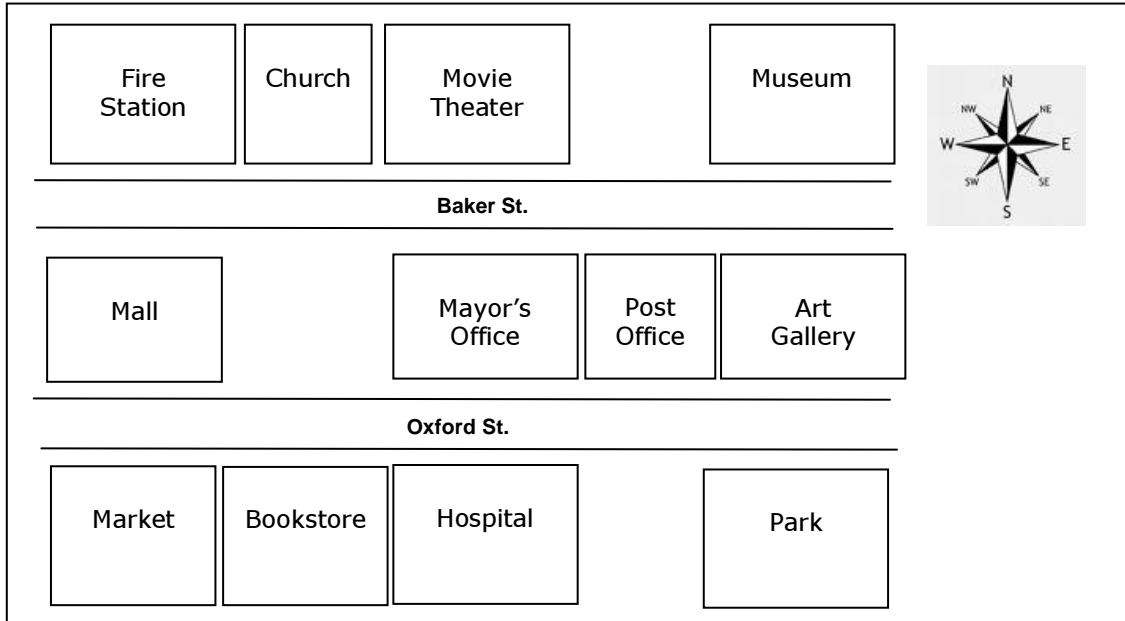 Fire
Station
Church
Movie
Theater
Museum
N
NW
NE
W
E
SW
SE
S
Baker St.
Mall
Mayor's
Office
Post
Office
Art
Gallery
Oxford St.
Market
Bookstore
Hospital
Park